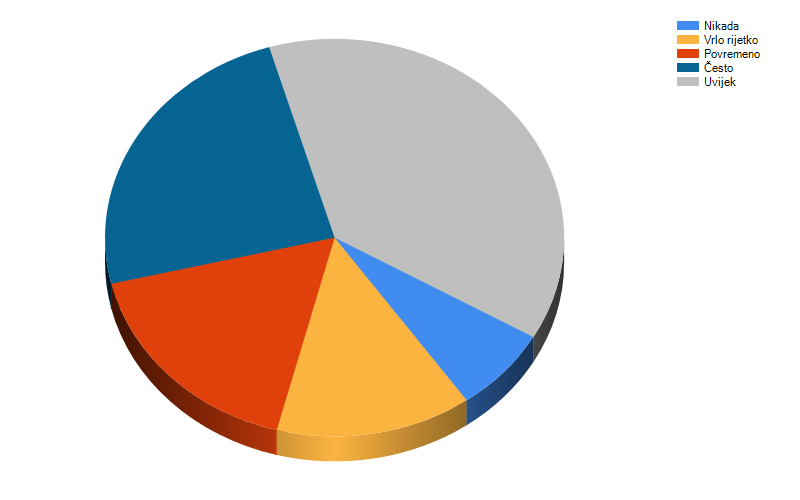 Nikada
Vrlo rijetko
Povremeno
Često
Uvijek